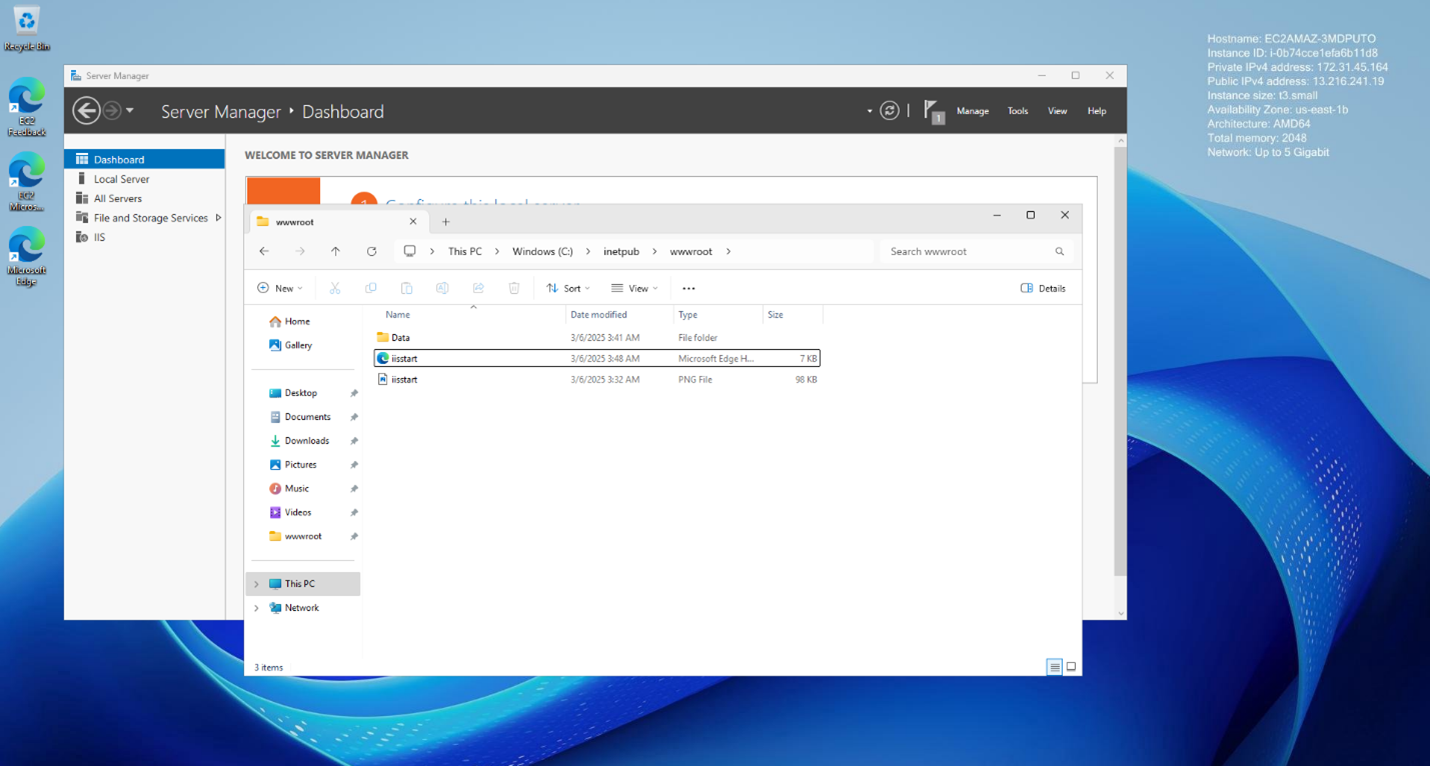 Recycle Bin
EC2
Feedback
EC2
Micros...
Microsoft
Edge
Hostname: EC2AMAZ-3MDPUTO
Instance ID: i-0b74cce1efa6b11d8
Private IPv4 address: 172.31.45.164
Public IPv4 address: 13.216.241.19
Instance size: t3.small
Availability Zone: us-east-1b
Architecture: AMD64
Total memory: 2048
Network: Up to 5 Gigabit
Server Manager
Server Manager Dashboard
1
Manage Tools View Help
Dashboard
Local Server
All Servers
File and Storage Services
IIS
WELCOME TO SERVER MANAGER
1 Configure this local server
wwwroot
This PC > Windows (C:) > inetpub > wwwroot >
Search wwwroot
New Sort View ... Details
Home
Gallery
Desktop
Documents
Downloads
Pictures
Music
Videos
wwwroot
This PC
Network
Name Date modified Type Size
Data 3/6/2025 3:41 AM File folder
iisstart 3/6/2025 3:48 AM Microsoft Edge H... 7 KB
iisstart 3/6/2025 3:32 AM PNG File 98 KB
3 items